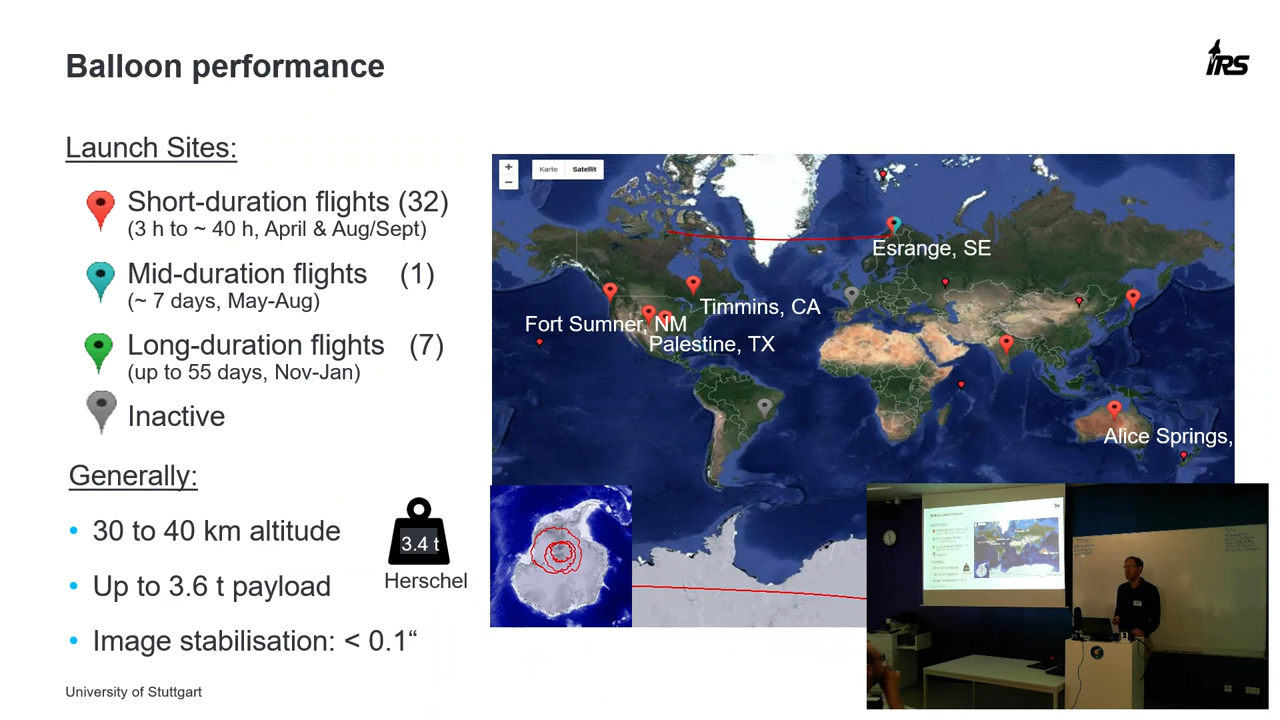 Balloon performance
IRS
Launch Sites:
Short-duration flights (32)
(3 h to ~ 40 h, April & Aug/Sept)
Mid-duration flights (1)
(~ 7 days, May-Aug)
Long-duration flights (7)
(up to 55 days, Nov-Jan)
Inactive
Generally:
• 30 to 40 km altitude
• Up to 3.6 t payload
• Image stabilisation: < 0.1“
3.4 t
Herschel
+
−
Karte Satellit
Esrange, SE
Timmins, CA
Fort Sumner, NM
Palestine, TX
Alice Springs,
Balloon performance
University of Stuttgart